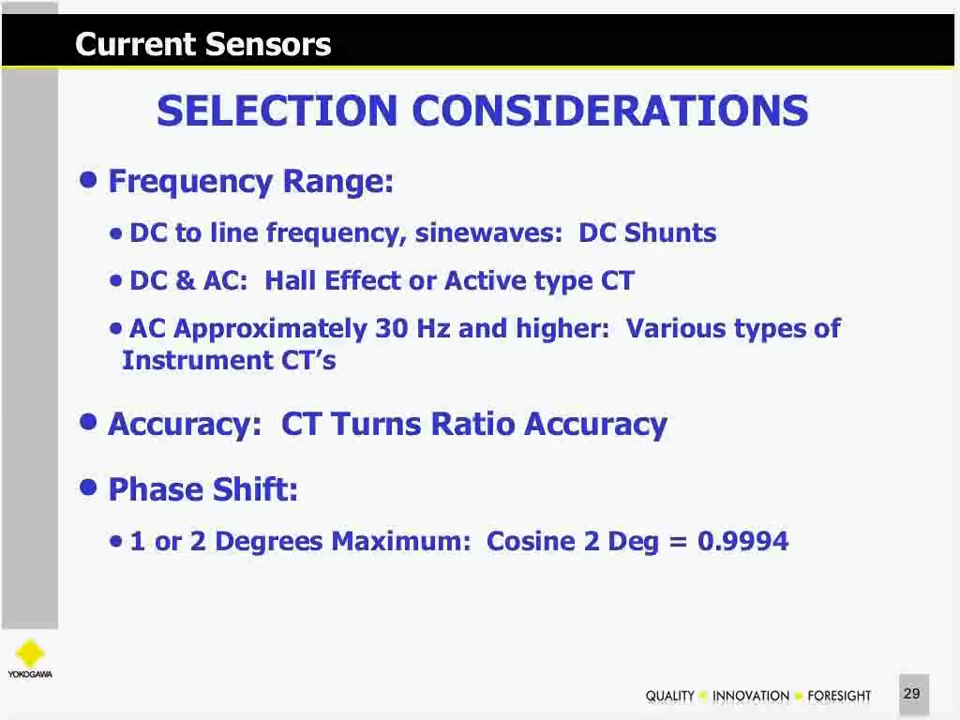 Current Sensors
SELECTION CONSIDERATIONS
• Frequency Range:
• DC to line frequency, sinewaves:  DC Shunts
• DC & AC:  Hall Effect or Active type CT
• AC Approximately 30 Hz and higher:  Various types of
Instrument CT’s
• Accuracy:  CT Turns Ratio Accuracy
• Phase Shift:
• 1 or 2 Degrees Maximum:  Cosine 2 Deg = 0.9994
YOKOGAWA
QUALITY INNOVATION FORESIGHT
29